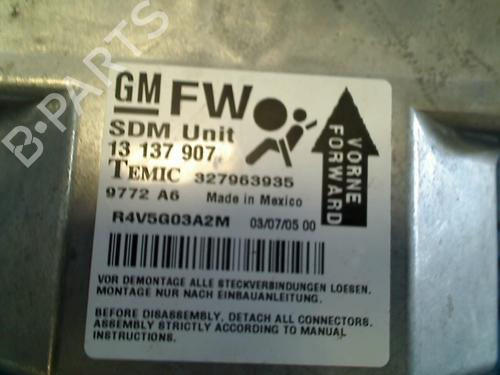 GM FW
SDM Unit
13 137 907
TEMIC 327963935
9772 A6 Made in Mexico
R4V5G03A2M 03/07/05 00
VORNE
FORWARD
VOR DEMONTAGE ALLE STECKVERBINDUNGEN LOESEN.
MONTAGE NUR NACH EINBAUANLEITUNG.
BEFORE DISASSEMBLY, DETACH ALL CONNECTORS.
ASSEMBLY STRICTLY ACCORDING TO MANUAL
INSTRUCTIONS.
B-PARTS